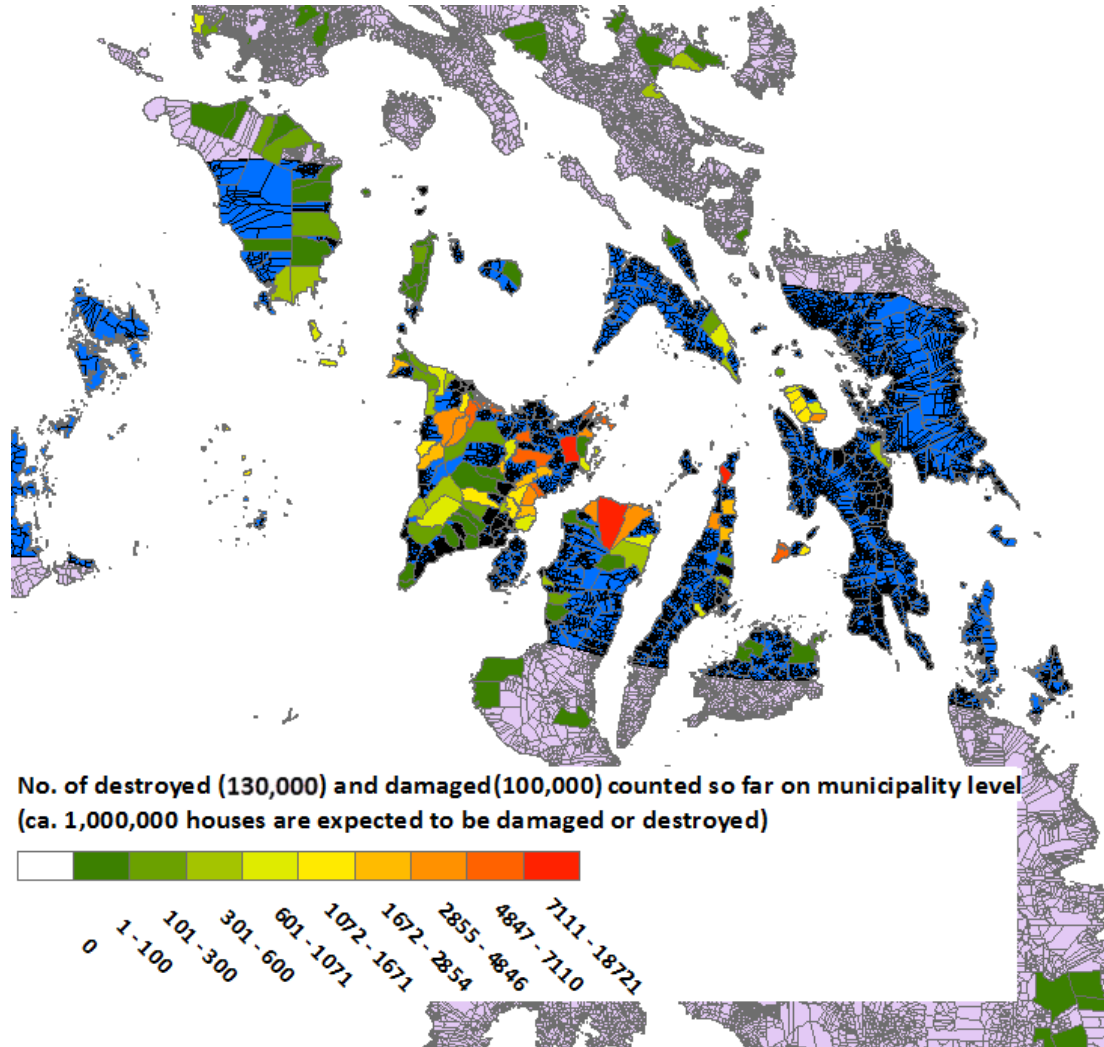 No. of destroyed (130,000) and damaged(100,000) counted so far on municipality level
(ca. 1,000,000 houses are expected to be damaged or destroyed)
0
1 - 100
101 - 300
301 - 600
601 - 1071
1072 - 1671
1672 - 2854
2855 - 4846
4847 - 7110
7111 - 18721